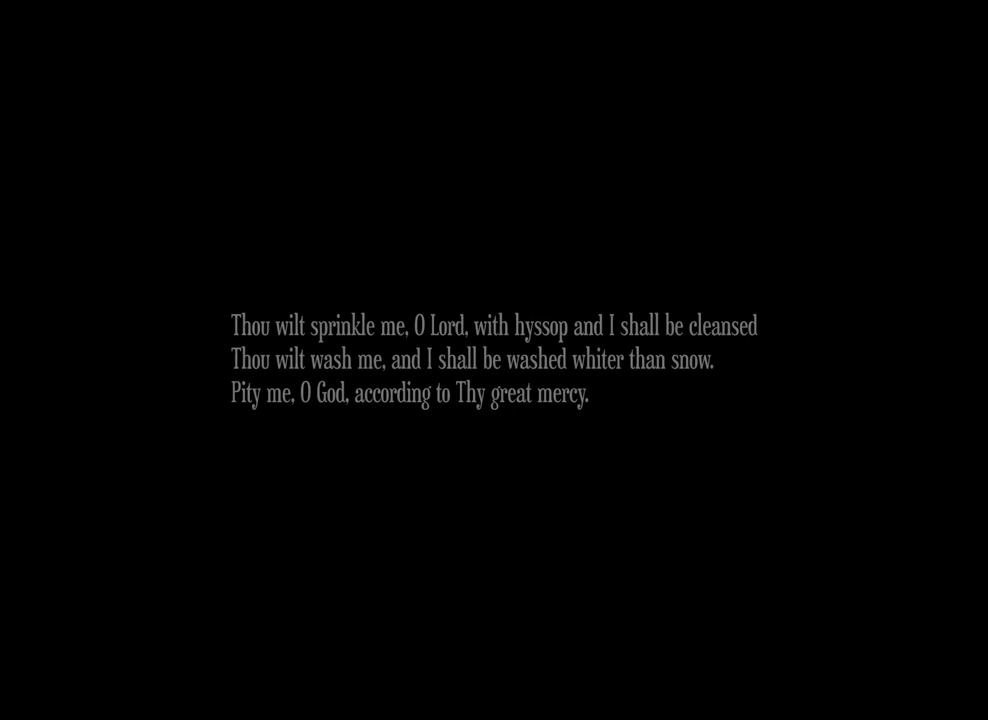 Thou wilt sprinkle me, O Lord, with hyssop and I shall be cleansed
Thou wilt wash me, and I shall be washed whiter than snow.
Pity me, O God, according to Thy great mercy.